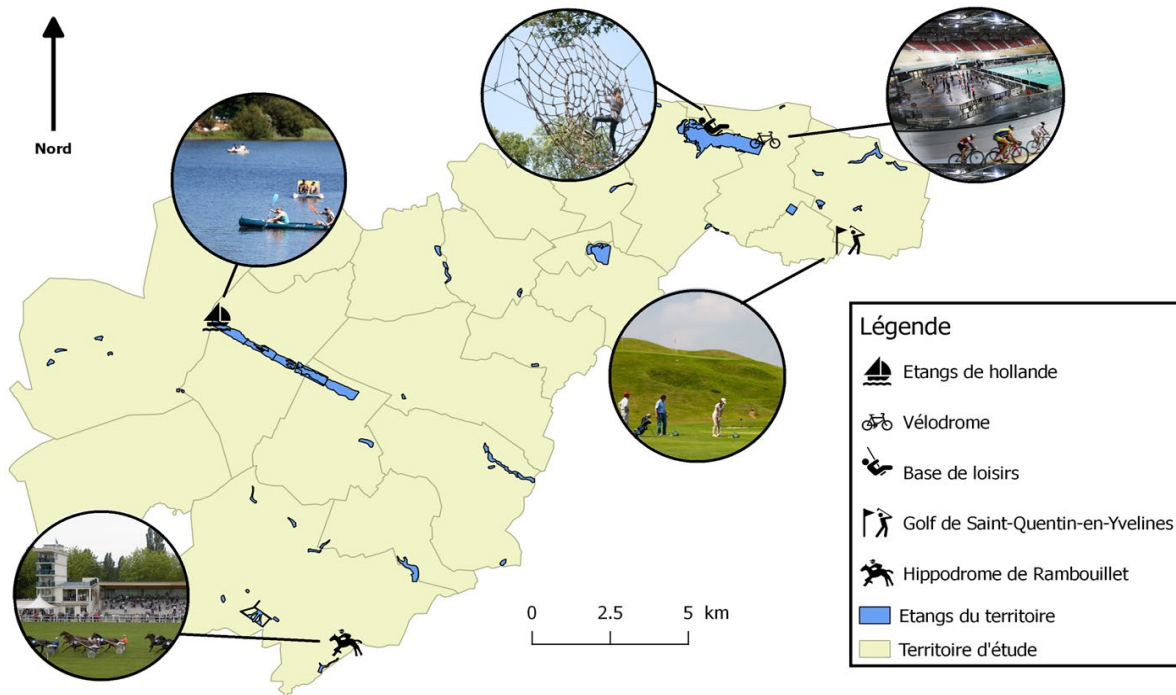 Nord
Légende
Etangs de hollande
Vélodrome
Base de loisirs
Golf de Saint-Quentin-en-Yvelines
Hippodrome de Rambouillet
Etangs du territoire
Territoire d'étude
0 2.5 5 km